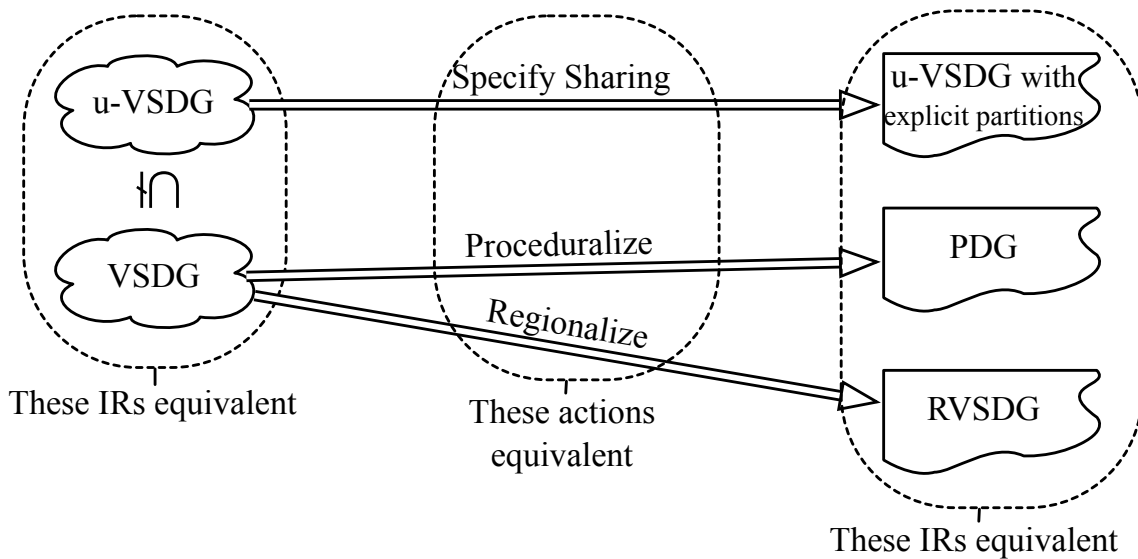 Specify Sharing
u-VSDG
u-VSDG with
explicit partitions
VSDG
Proceduralize
PDG
Regionalize
RVSDG
These IRs equivalent
These actions
equivalent
These IRs equivalent